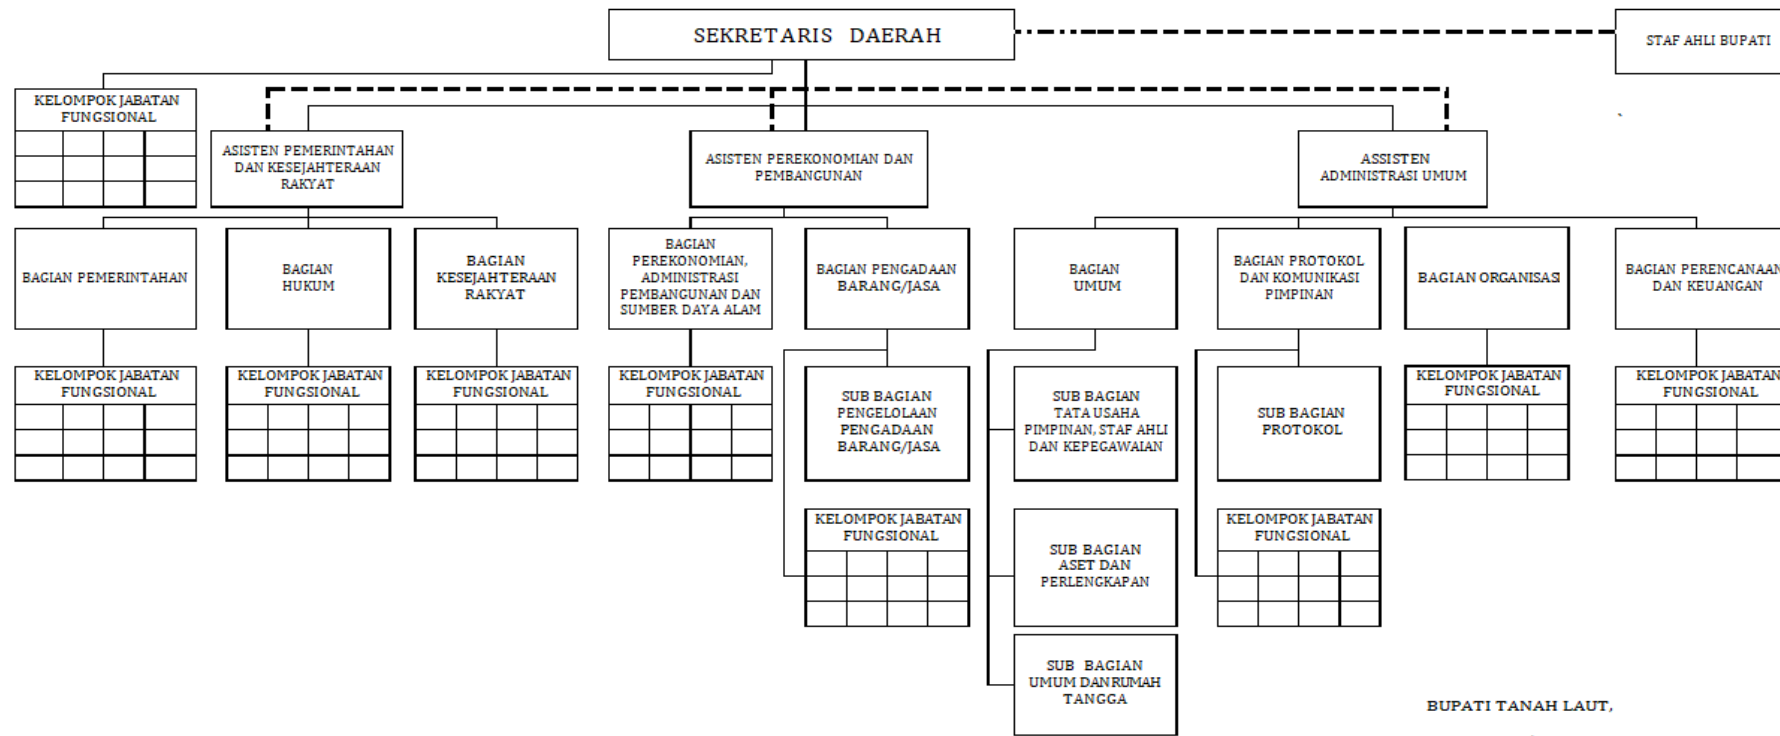 SEKRETARIS DAERAH
STAF AHLI BUPATI
KELOMPOK JABATAN
FUNGSIONAL
ASISTEN PEMERINTAHAN
DAN KESEJAHTERAAN
RAKYAT
ASISTEN PEREKONOMIAN DAN
PEMBANGUNAN
ASSISTEN
ADMINISTRASI UMUM
BAGIAN PEMERINTAHAN
BAGIAN
HUKUM
BAGIAN
KESEJAHTERAAN
RAKYAT
BAGIAN
PEREKONOMIAN,
ADMINISTRASI
PEMBANGUNAN DAN
SUMBER DAYA ALAM
BAGIAN PENGADAAN
BARANG/JASA
BAGIAN
UMUM
BAGIAN PROTOKOL
DAN KOMUNIKASI
PIMPINAN
BAGIAN ORGANISASI
BAGIAN PERENCANAAN
DAN KEUANGAN
KELOMPOK JABATAN
FUNGSIONAL
KELOMPOK JABATAN
FUNGSIONAL
KELOMPOK JABATAN
FUNGSIONAL
KELOMPOK JABATAN
FUNGSIONAL
SUB BAGIAN
PENGELOLAAN
PENGADAAN
BARANG/JASA
SUB BAGIAN
TATA USAHA
PIMPINAN, STAF AHLI
DAN KEPEGAWAIAN
SUB BAGIAN
PROTOKOL
KELOMPOK JABATAN
FUNGSIONAL
KELOMPOK JABATAN
FUNGSIONAL
KELOMPOK JABATAN
FUNGSIONAL
SUB BAGIAN
ASET DAN
PERLENGKAPAN
KELOMPOK JABATAN
FUNGSIONAL
SUB BAGIAN
UMUM DAN RUMAH
TANGGA
BUPATI TANAH LAUT,